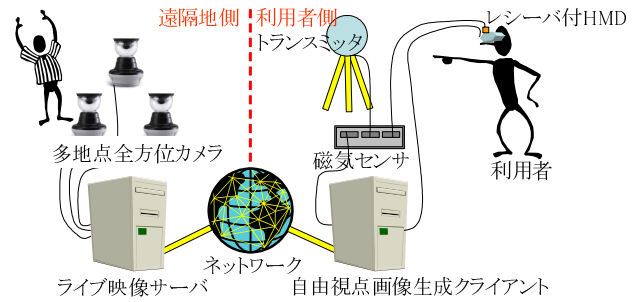 遠隔地側
利用者側
トランスミッタ
レシーバ付HMD
多地点全方位カメラ
磁気センサ
利用者
ネットワーク
ライブ映像サーバ
自由視点画像生成クライアント